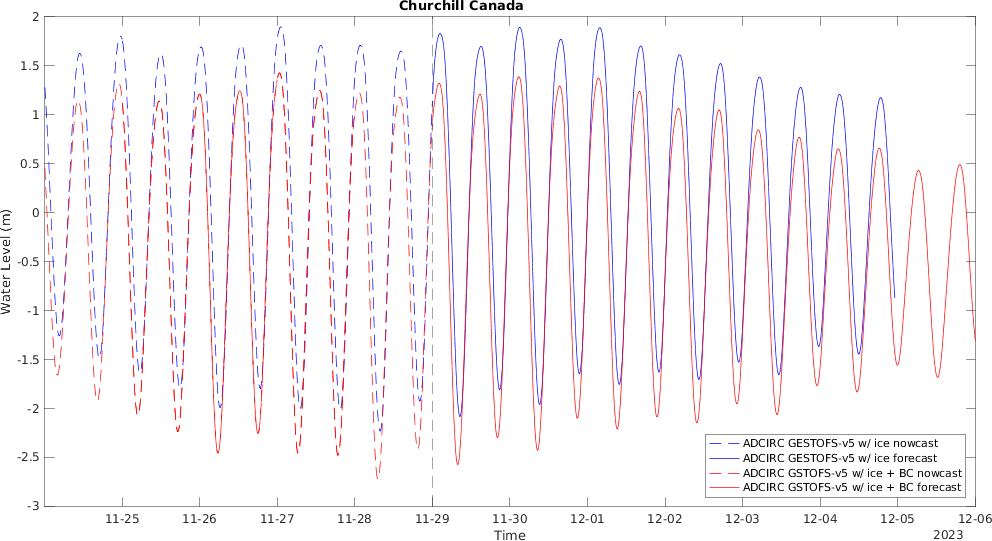 Churchill Canada
2
1.5
1
0.5
0
-0.5
-1
-1.5
-2
-2.5
-3
Water Level (m)
ADCIRC GESTOFS-v5 w/ ice nowcast
ADCIRC GESTOFS-v5 w/ ice forecast
ADCIRC GSTOFS-v5 w/ ice + BC nowcast
ADCIRC GSTOFS-v5 w/ ice + BC forecast
11-25 11-26 11-27 11-28 11-29 11-30 12-01 12-02 12-03 12-04 12-05 12-06
Time
2023